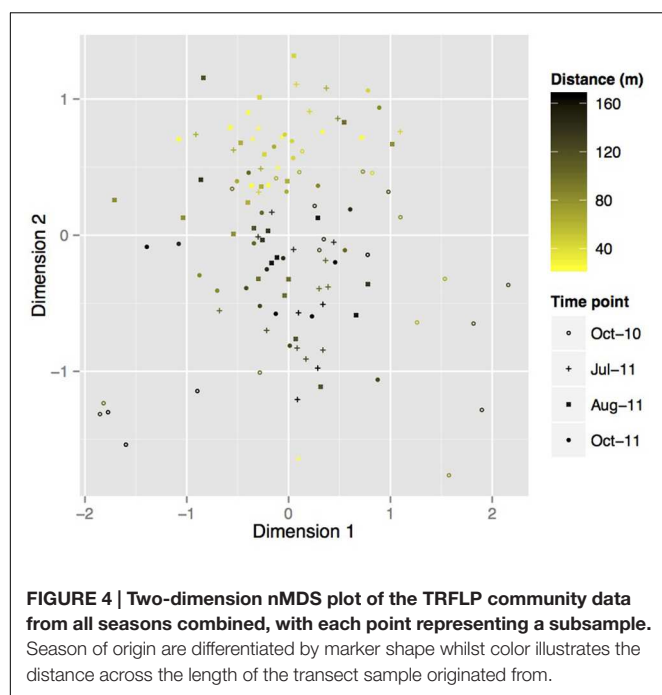 Dimension 2
1
0
−1
−2
−1
0
1
2
Dimension 1
Distance (m)
160
120
80
40
Time point
Oct−10
Jul−11
Aug−11
Oct−11
FIGURE 4 | Two-dimension nMDS plot of the TRFLP community data
from all seasons combined, with each point representing a subsample.
Season of origin are differentiated by marker shape whilst color illustrates the
distance across the length of the transect sample originated from.